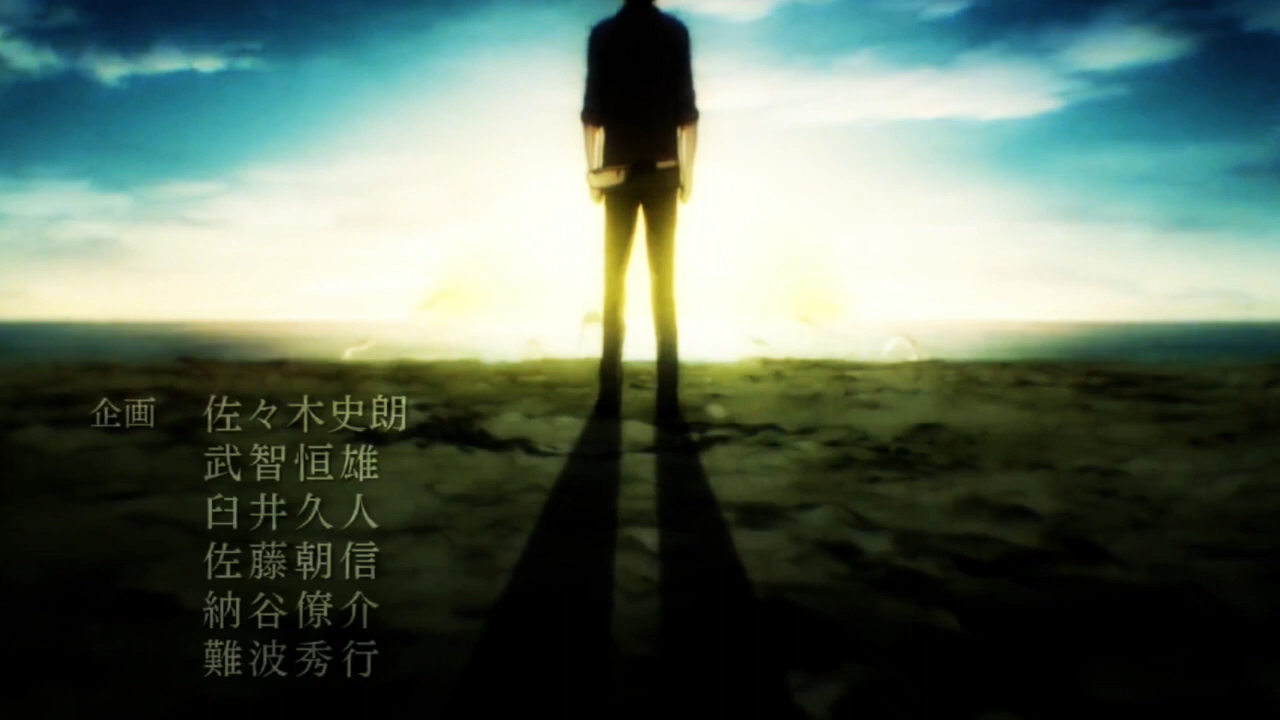 企画 佐々木史朗
武智恒雄
臼井久人
佐藤朝信
納谷僚介
難波秀行